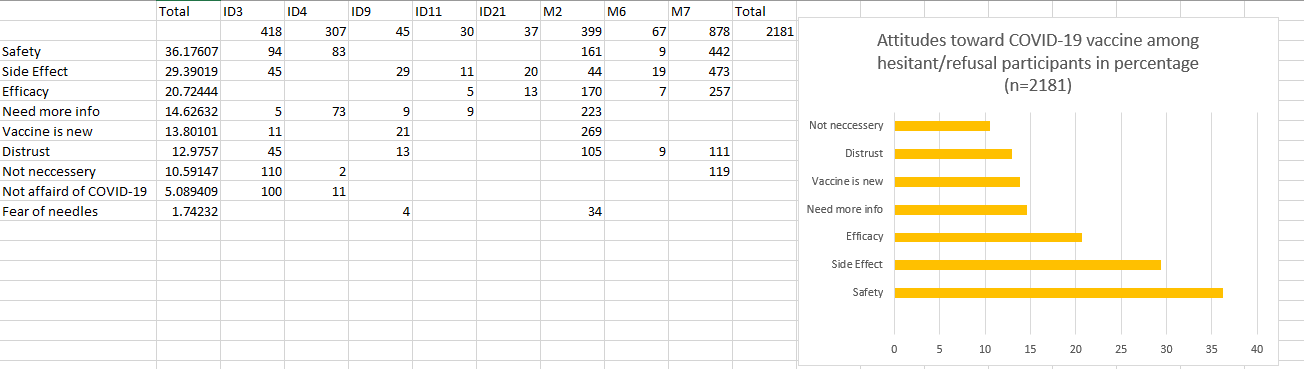 Total ID3 ID4 ID9 ID11 ID21 M2 M6 M7 Total
418 307 45 30 37 399 67 878 2181
Safety 36.17607 94 83 161 9 442
Side Effect 29.39019 45 29 11 20 44 19 473
Efficacy 20.72444 5 13 170 7 257
Need more info 14.62632 5 73 9 9 223
Vaccine is new 13.80101 11 21 269
Distrust 12.9757 45 13 105 9 111
Not neccessery 10.59147 110 2 119
Not affaird of COVID-19 5.089409 100 11
Fear of needles 1.74232 4 34
Attitudes toward COVID-19 vaccine among
hesitant/refusal participants in percentage
(n=2181)
Not neccessery
Distrust
Vaccine is new
Need more info
Efficacy
Side Effect
Safety
0 5 10 15 20 25 30 35 40